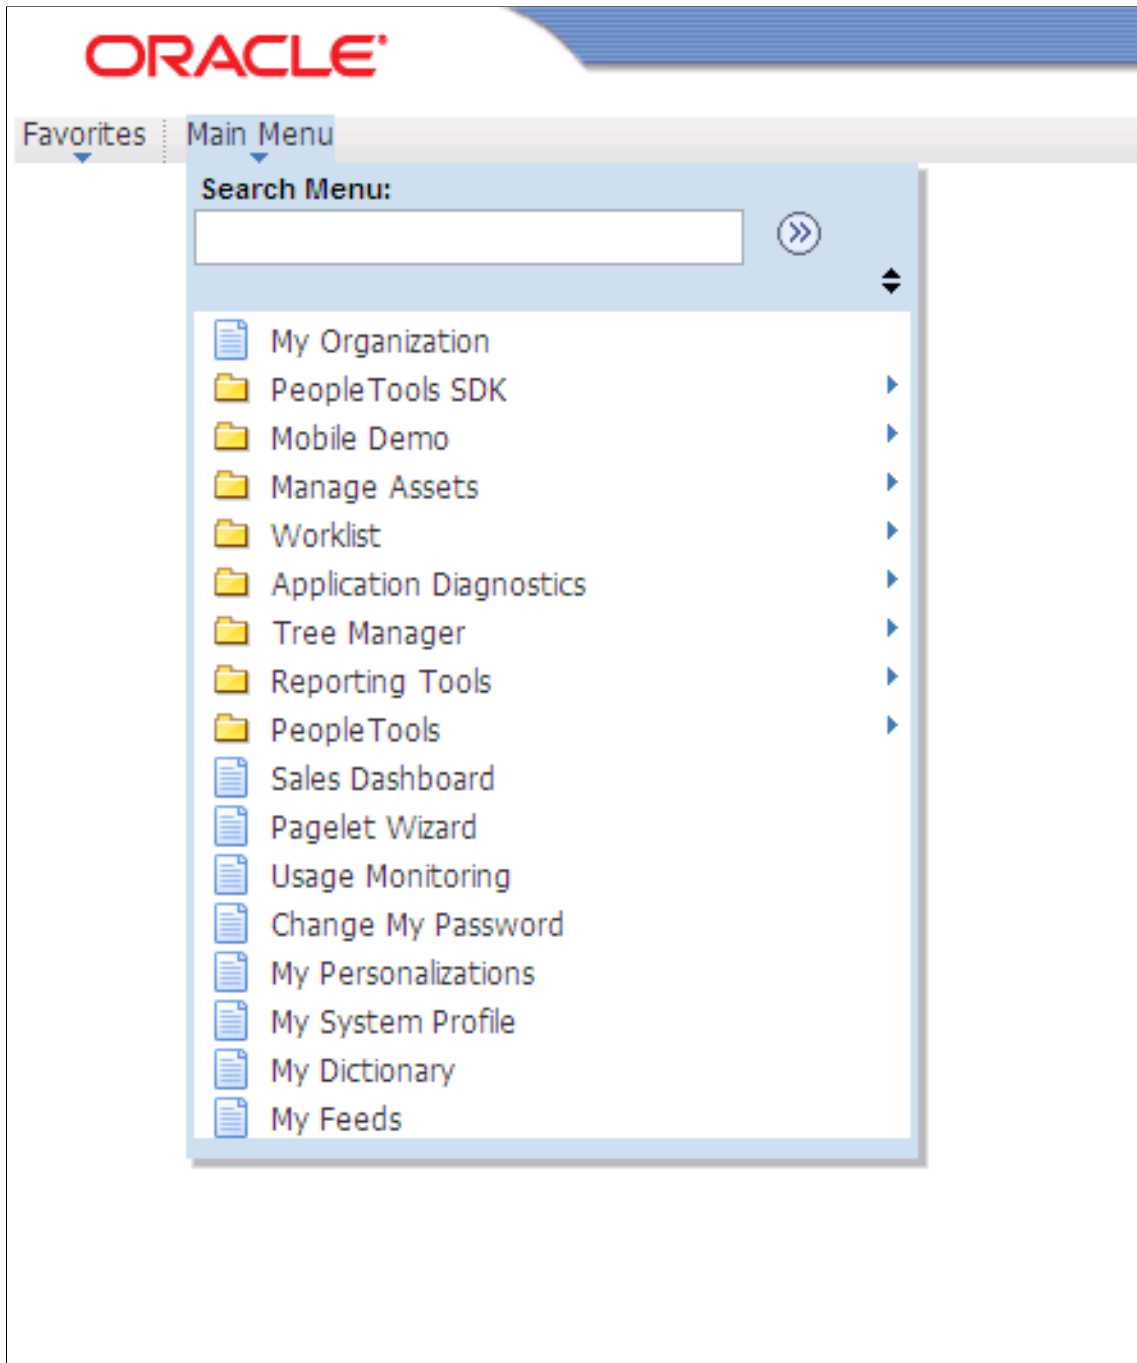 ORACLE
Favorites Main Menu
Search Menu:
My Organization
PeopleTools SDK
Mobile Demo
Manage Assets
Worklist
Application Diagnostics
Tree Manager
Reporting Tools
PeopleTools
Sales Dashboard
Pagelet Wizard
Usage Monitoring
Change My Password
My Personalizations
My System Profile
My Dictionary
My Feeds